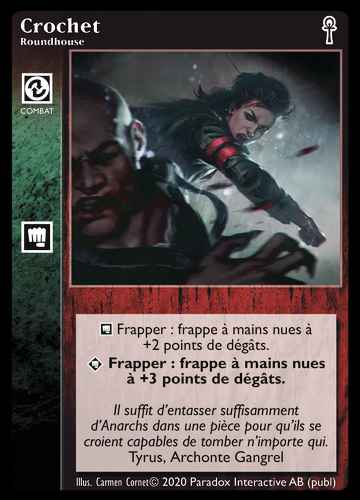 Crochet
Roundhouse
COMBAT
Frapper : frappe à mains nues à
+2 points de dégâts.
Frapper : frappe à mains nues
à +3 points de dégâts.
Il suffit d'entasser suffisamment
d'Anarchs dans une pièce pour qu'ils se
croient capables de tomber n'importe qui.
Tyrus, Archonte Gangrel
Illus. Carmen Cornet© 2020 Paradox Interactive AB (publ)